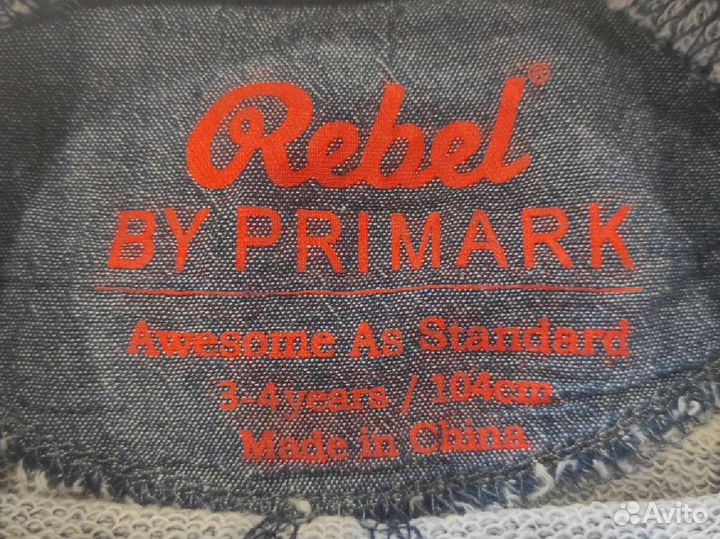 Rebel®
BY PRIMARK
Awesome As Standard
3-4years / 104cm
Made in China
Avito